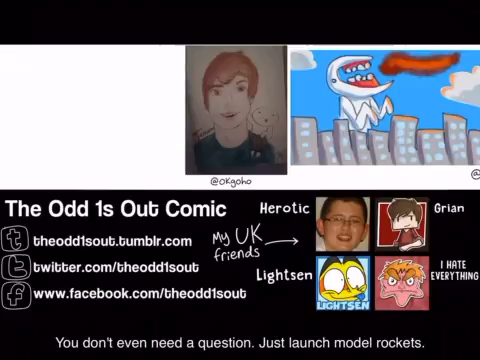 @OKgoho
@
The Odd 1s Out Comic
theodd1sout.tumblr.com
twitter.com/theodd1sout
www.facebook.com/theodd1sout
My UK
friends
Herotic
Grian
Lightsen
LIGHTSEN
I HATE
EVERYTHING
You don't even need a question. Just launch model rockets.